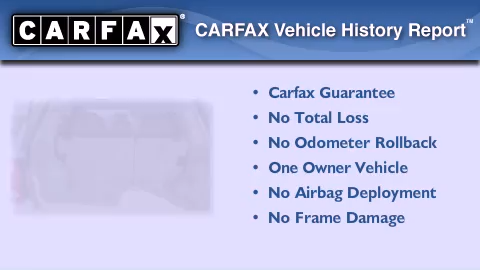 CARFAX® CARFAX Vehicle History Report™
• Carfax Guarantee
• No Total Loss
• No Odometer Rollback
• One Owner Vehicle
• No Airbag Deployment
• No Frame Damage